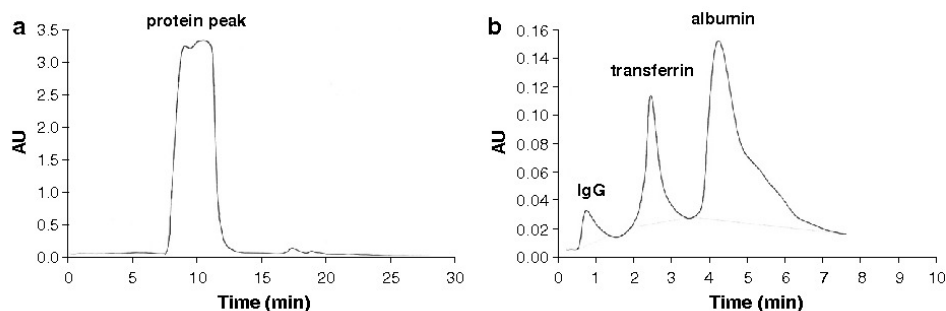 a
protein peak
3.5
3.0
2.5
2.0
1.5
1.0
0.5
0.0
AU
0 5 10 15 20 25 30
Time (min)
b
albumin
transferrin
IgG
0.16
0.14
0.12
0.10
0.08
0.06
0.04
0.02
0.00
AU
0 1 2 3 4 5 6 7 8 9 10
Time (min)